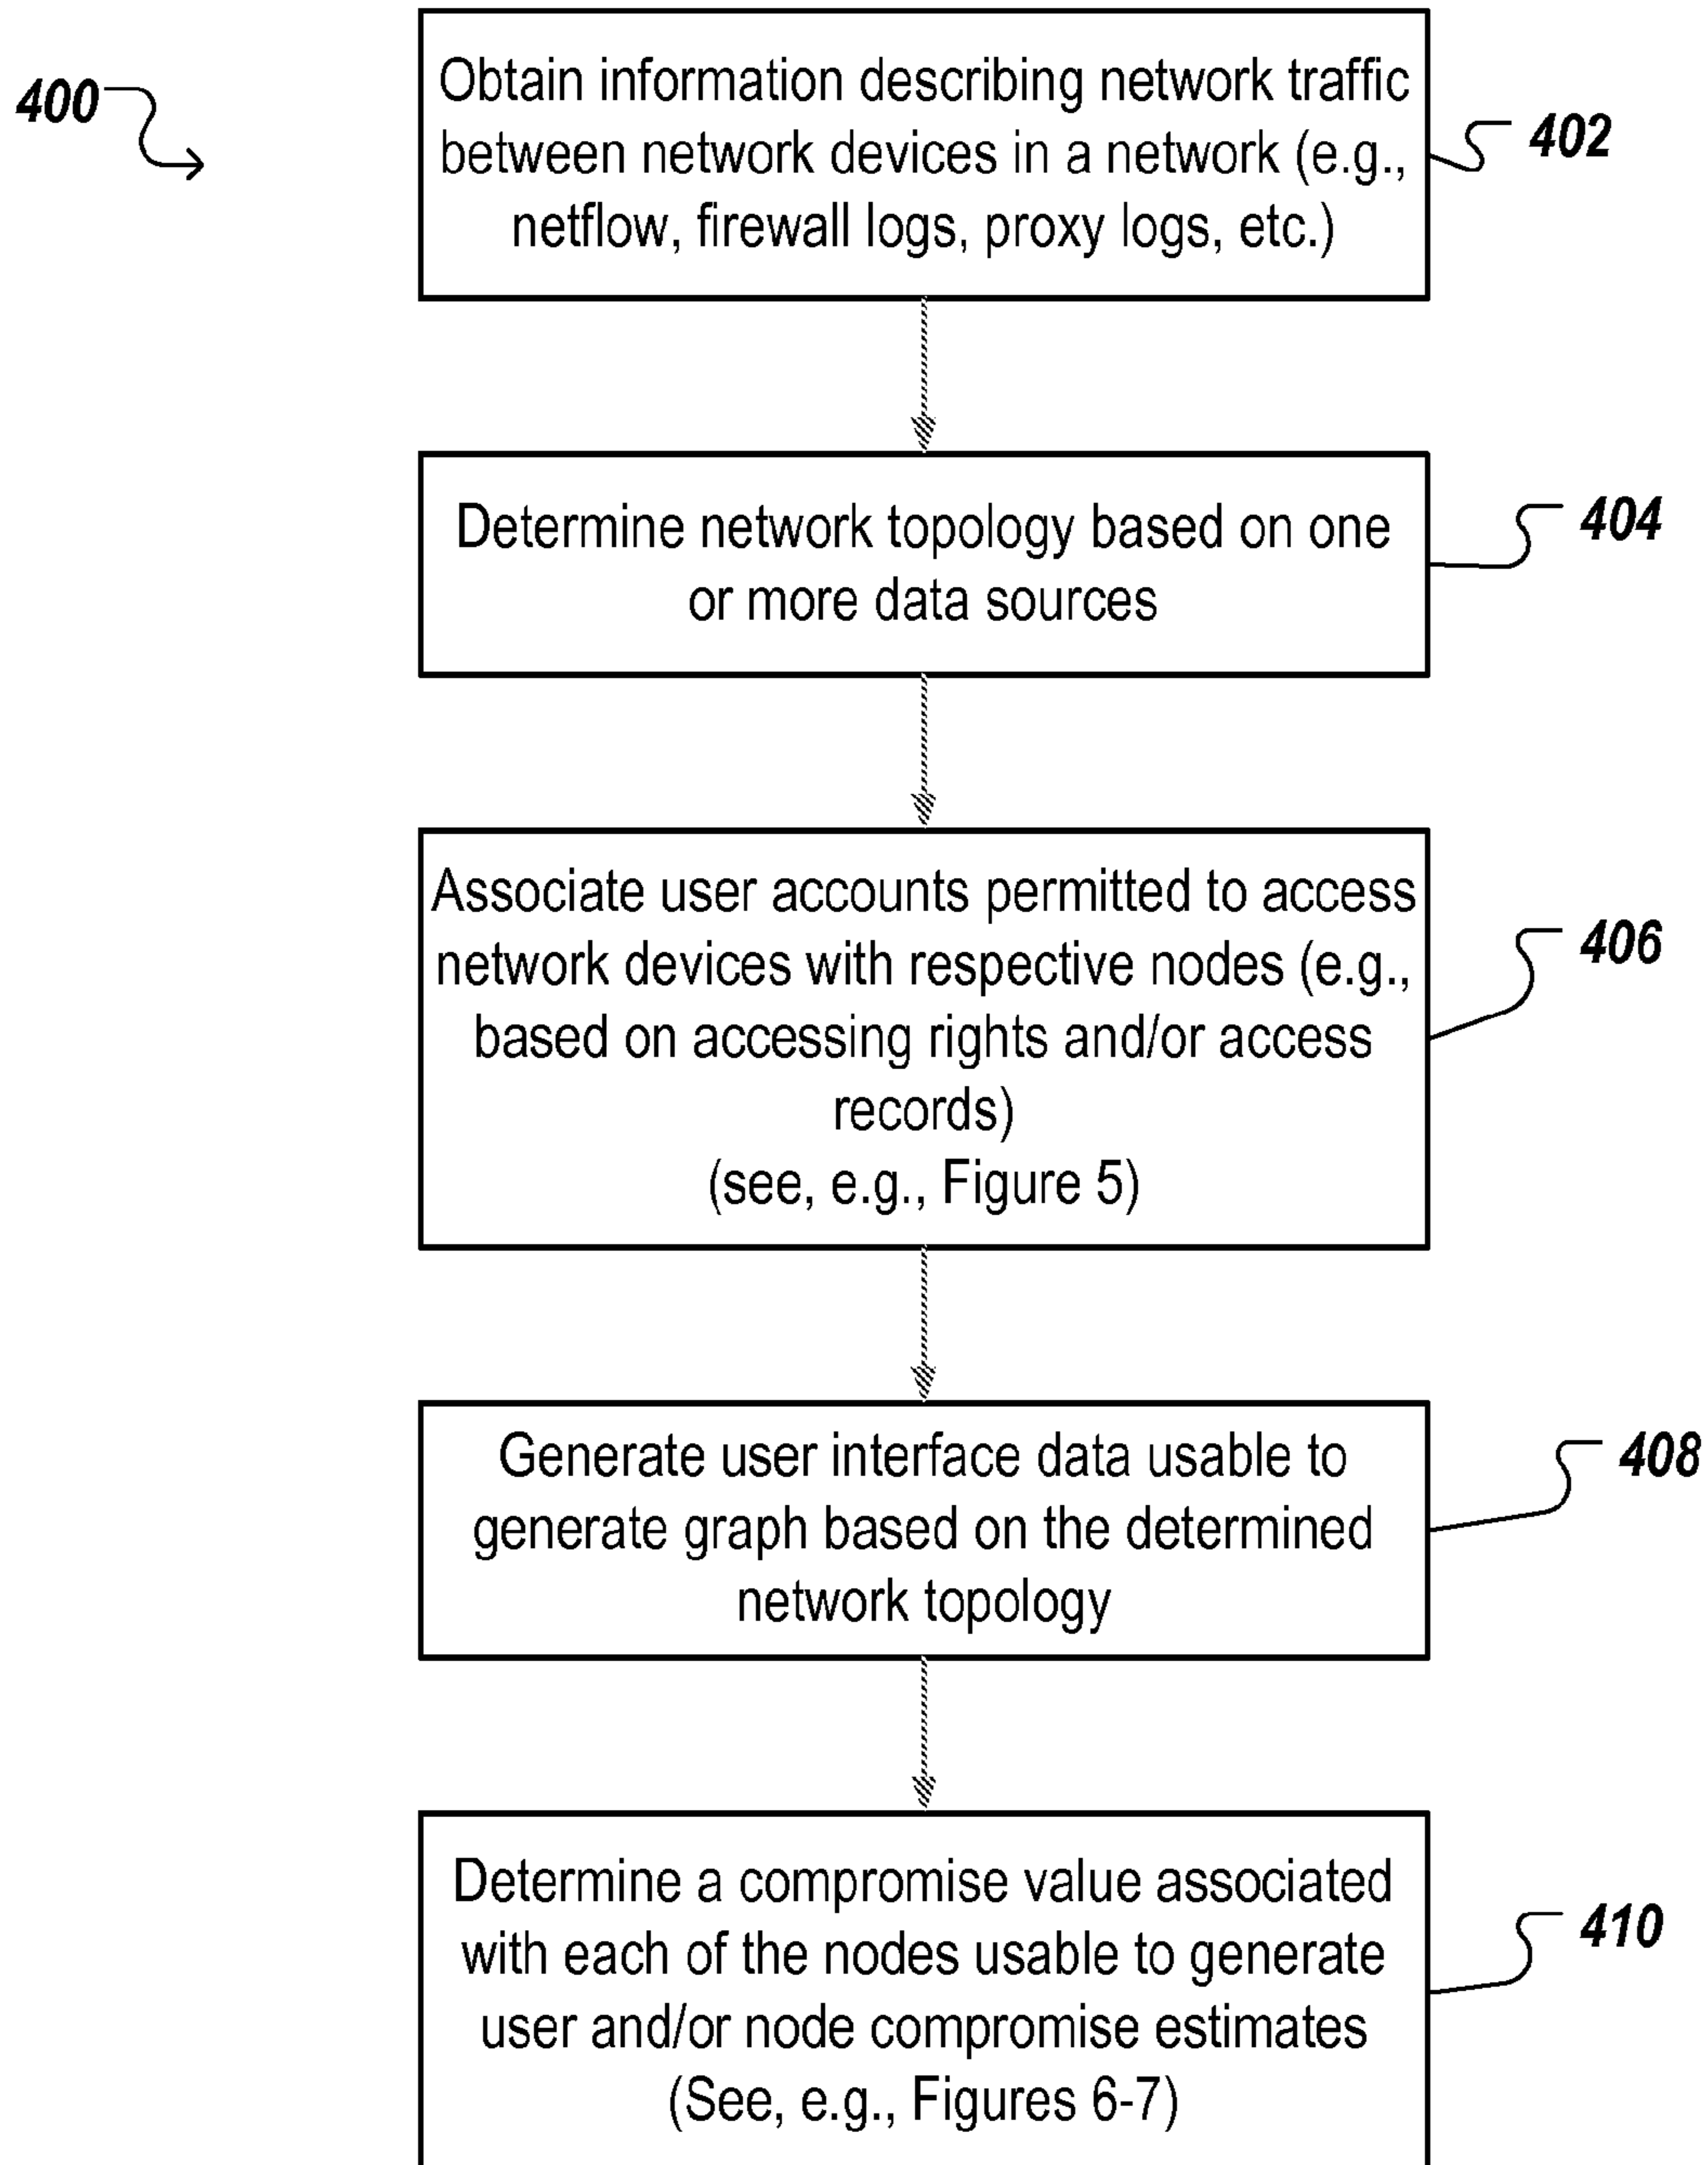 400
Obtain information describing network traffic
between network devices in a network (e.g.,
netflow, firewall logs, proxy logs, etc.)
402
Determine network topology based on one
or more data sources
404
Associate user accounts permitted to access
network devices with respective nodes (e.g.,
based on accessing rights and/or access
records)
(see, e.g., Figure 5)
406
Generate user interface data usable to
generate graph based on the determined
network topology
408
Determine a compromise value associated
with each of the nodes usable to generate
user and/or node compromise estimates
(See, e.g., Figures 6-7)
410